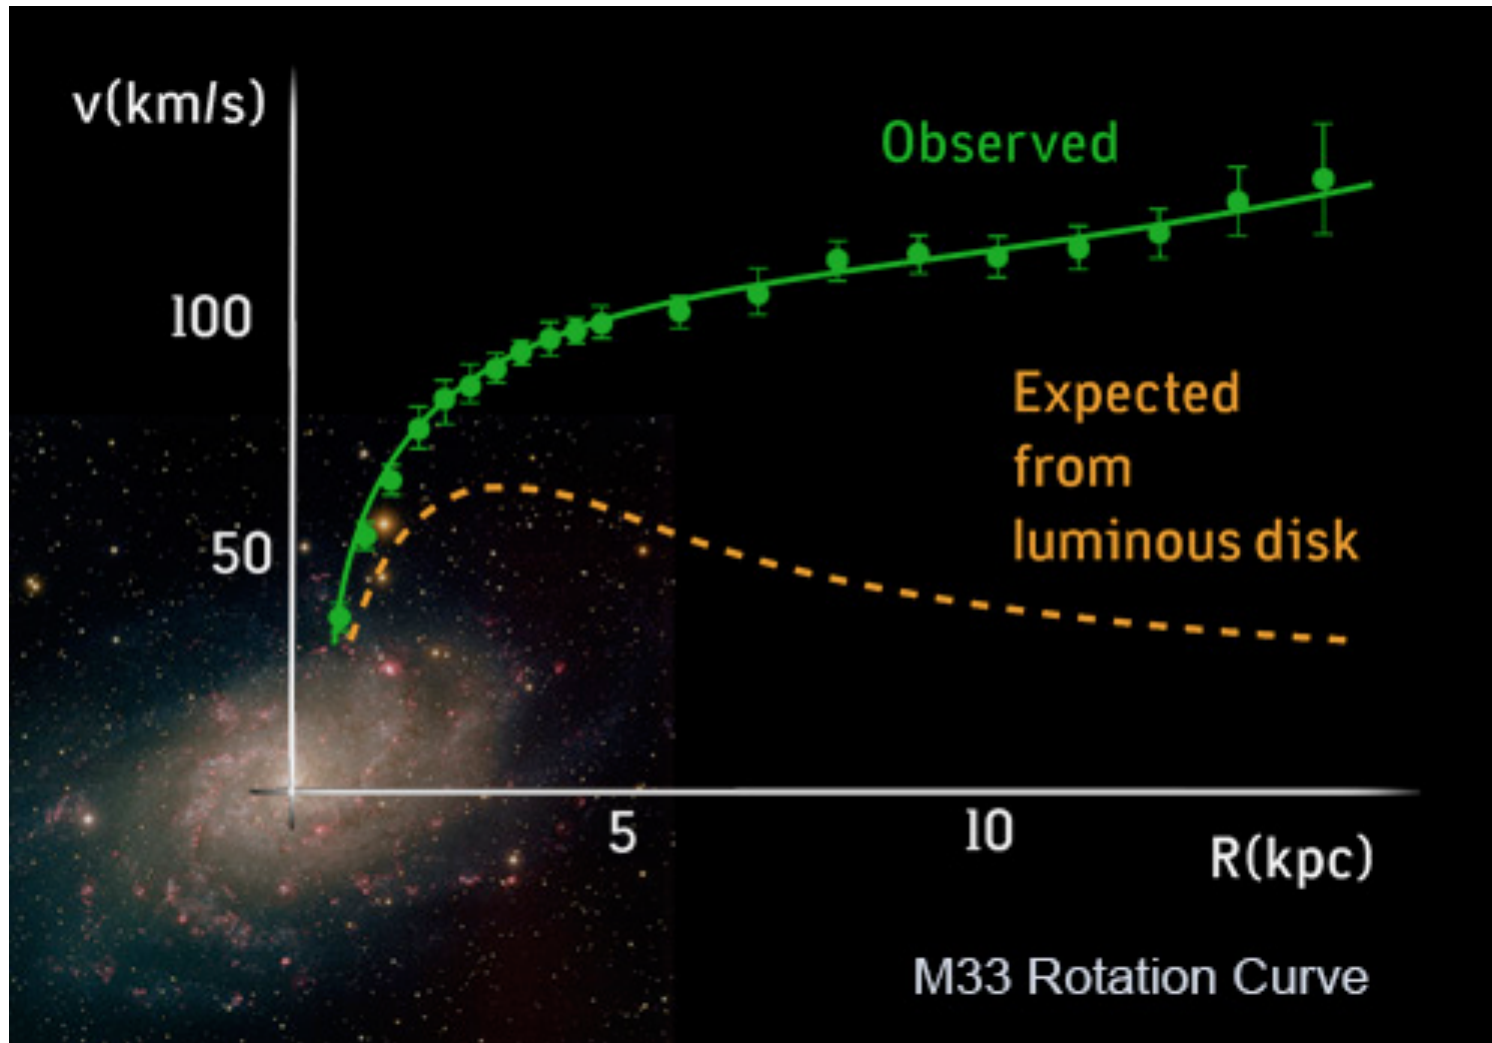 v(km/s)
Observed
100
Expected
from
luminous disk
50
5
10
R(kpc)
M33 Rotation Curve